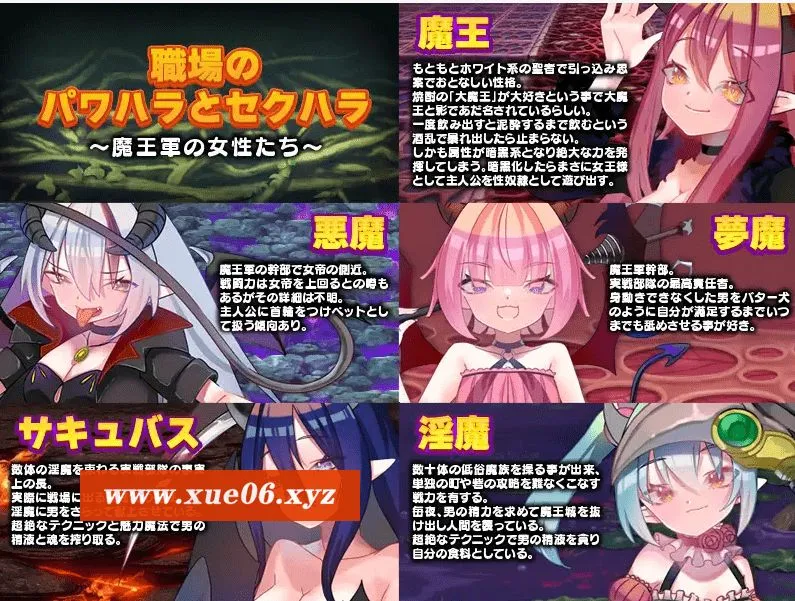 職場の
パワハラとセクハラ
～魔王軍の女性たち～
魔王
もともとホワイト系の聖者で引っ込み思
案でおとなしい性格。
焼酎の「大魔王」が大好きという事で大魔
王と影であだ名されているらしい。
一度飲み出すと泥酔するまで飲むという
酒乱で暴れ出したら止まらない。
しかも属性が暗黒系となり絶大な力を発
揮してしまう。暗黒化したらまさに女王様
として主人公を性奴隷として遊び出す。
悪魔
魔王軍の幹部で女帝の側近。
戦闘力は女帝を上回るとの噂も
あるがその詳細は不明。
主人公に首輪をつけペットとし
て扱う傾向あり。
夢魔
魔王軍幹部。
実戦部隊の最高責任者。
身動きできなくした男をバター犬
のように自分が満足するまでいつ
までも舐めさせる事が好き。
サキュバス
数体の淫魔を束ねる実戦部隊の事実
上の長。
実際に戦場に出
淫魔に男をさ
超絶なテクニックと魅力魔法で男の
精液と魂を搾り取る。
www.xue06.xyz
淫魔
数十体の低俗魔族を操る事が出来、
単独の町や砦の攻略を難なくこなす
戦力を有する。
毎夜、男の精力を求めて魔王城を抜
け出し人間を襲っている。
超絶なテクニックで男の精液を貪り
自分の食料としている。